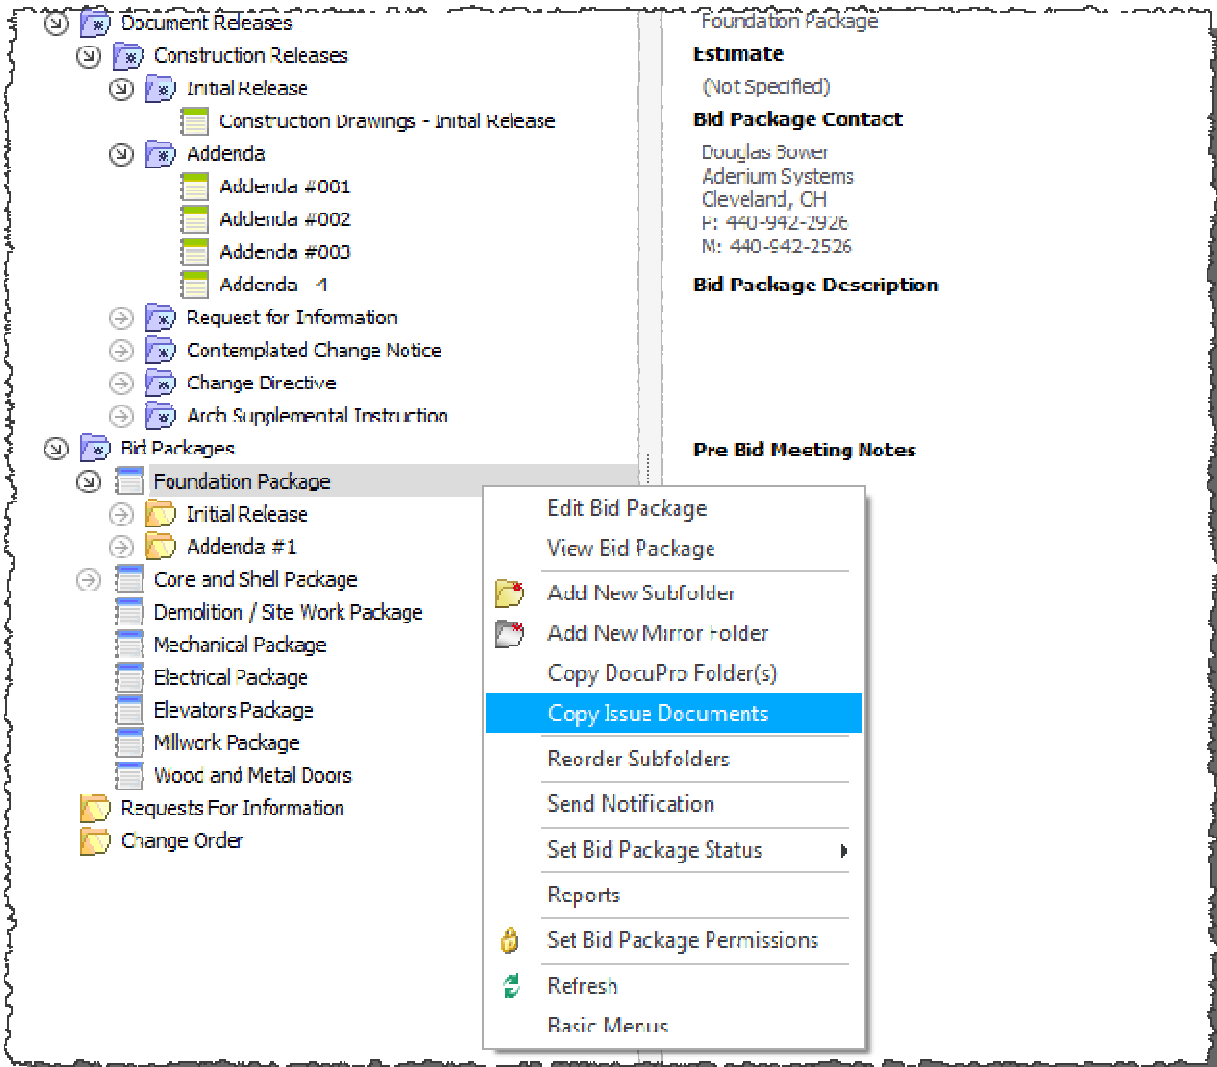 Document Releases
Construction Releases
Initial Release
Construction Drawings - Initial Release
Addenda
Addenda #001
Addenda #002
Addenda #003
Addenda - 4
Request for Information
Contemplated Change Notice
Change Directive
Arch Supplemental Instruction
Bid Packages
Foundation Package
Initial Release
Addenda #1
Core and Shell Package
Demolition / Site Work Package
Mechanical Package
Electrical Package
Elevators Package
Millwork Package
Wood and Metal Doors
Requests For Information
Change Order
Foundation Package
Estimate
(Not Specified)
Bid Package Contact
Douglas Bower
Aderium Systems
Cleveland, OH
P: 440-942-2926
M: 440-942-2526
Bid Package Description
Pre Bid Meeting Notes
Edit Bid Package
View Bid Package
Add New Subfolder
Add New Mirror Folder
Copy DocuPro Folder(s)
Copy Issue Documents
Reorder Subfolders
Send Notification
Set Bid Package Status
Reports
Set Bid Package Permissions
Refresh
Basic Menus